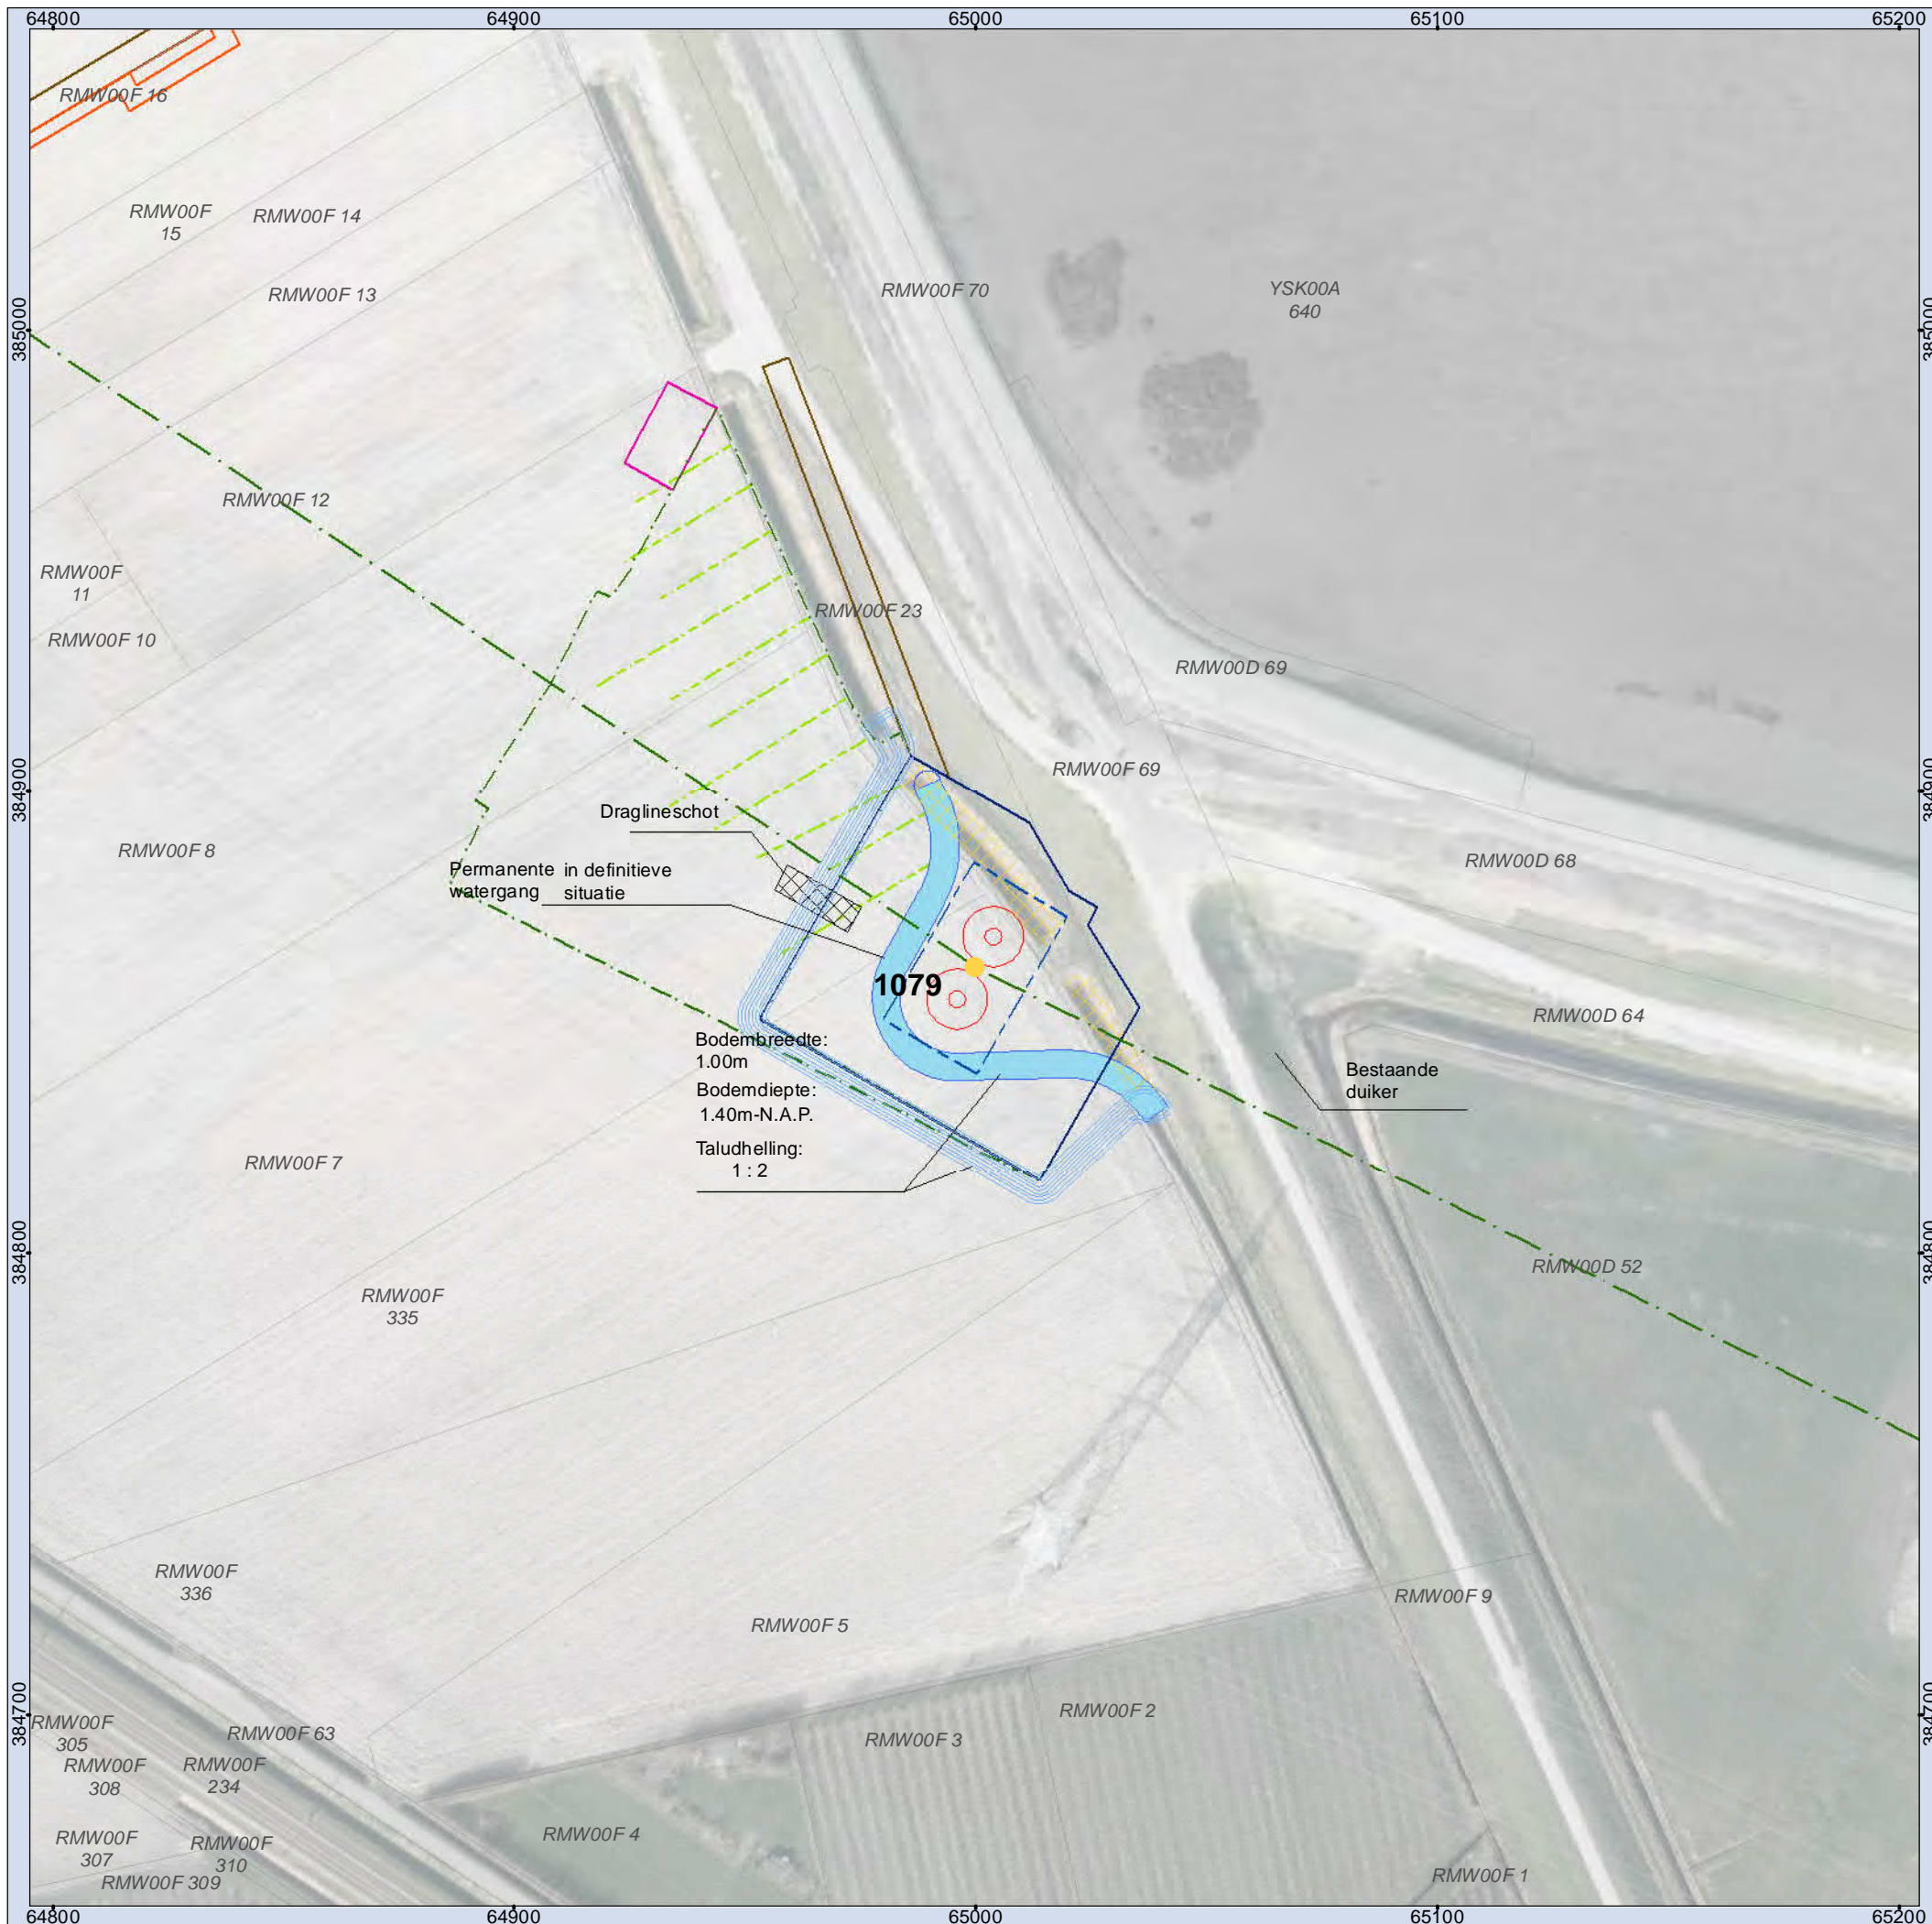 64800
64900
65000
65100
65200
RMW00F 16
RMW00F
15
RMW00F 14
RMW00F 13
RMW00F 70
YSK00A
640
385000
385000
RMW00F 12
RMW00F
11
RMW00F 10
RMW00F 23
RMW00D 69
RMW00F 69
384900
384900
Draglineschot
RMW00F 8
Permanente
watergang
in definitieve
situatie
RMW00D 68
1079
RMW00D 64
Bodembreedte:
1.00m
Bodemdiepte:
1.40m-N.A.P.
Taludhelling:
1 : 2
Bestaande
duiker
RMW00F 7
384800
384800
RMW00D 52
RMW00F
335
RMW00F
336
RMW00F 9
RMW00F 5
384700
384700
RMW00F
305
RMW00F 63
RMW00F 2
RMW00F 3
RMW00F
308
RMW00F
234
RMW00F 4
RMW00F
307
RMW00F
310
RMW00F 309
RMW00F 1
64800
64900
65000
65100
65200